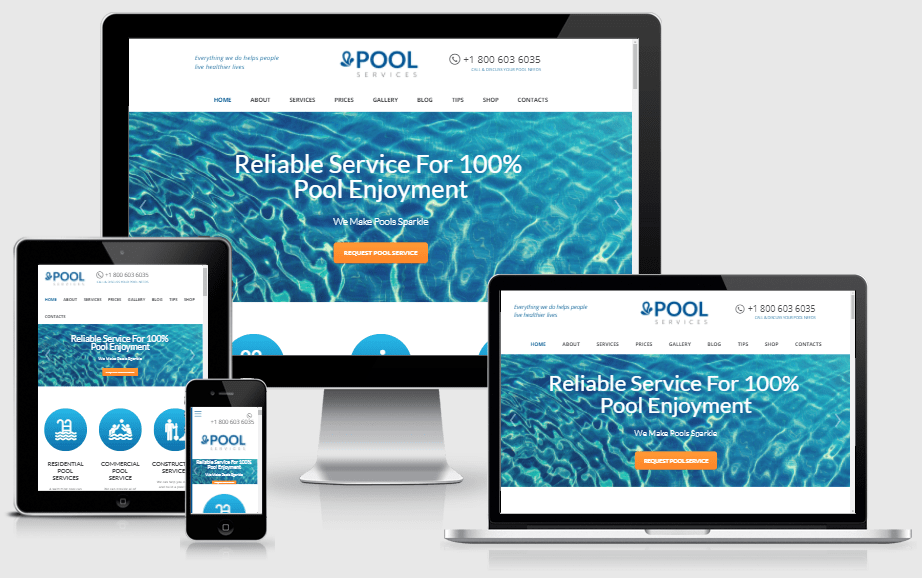 Everything we do helps people
live healthier lives
POOL
SERVICES
+1 800 603 6035
CALL & DISCUSS YOUR POOL NEEDS
HOME ABOUT SERVICES PRICES GALLERY BLOG TIPS SHOP CONTACTS
Reliable Service For 100%
Pool Enjoyment
We Make Pools Sparkle
REQUEST POOL SERVICE
POOL
SERVICES
+1 800 603 6035
HOME ABOUT SERVICES PRICES GALLERY BLOG TIPS SHOP
CONTACTS
Reliable Service For 100%
Pool Enjoyment
We Make Pools Sparkle
RESIDENTIAL
POOL
SERVICES
COMMERCIAL
POOL
SERVICE
CONSTRUCT
SERVICE
+1 800 603 6035
POOL
SERVICES
Reliable Service For 100%
Pool Enjoyment
We Make Pools Sparkle
Everything we do helps people
live healthier lives
POOL
SERVICES
+1 800 603 6035
CALL & DISCUSS YOUR POOL NEEDS
HOME ABOUT SERVICES PRICES GALLERY BLOG TIPS SHOP CONTACTS
Reliable Service For 100%
Pool Enjoyment
We Make Pools Sparkle
REQUEST POOL SERVICE